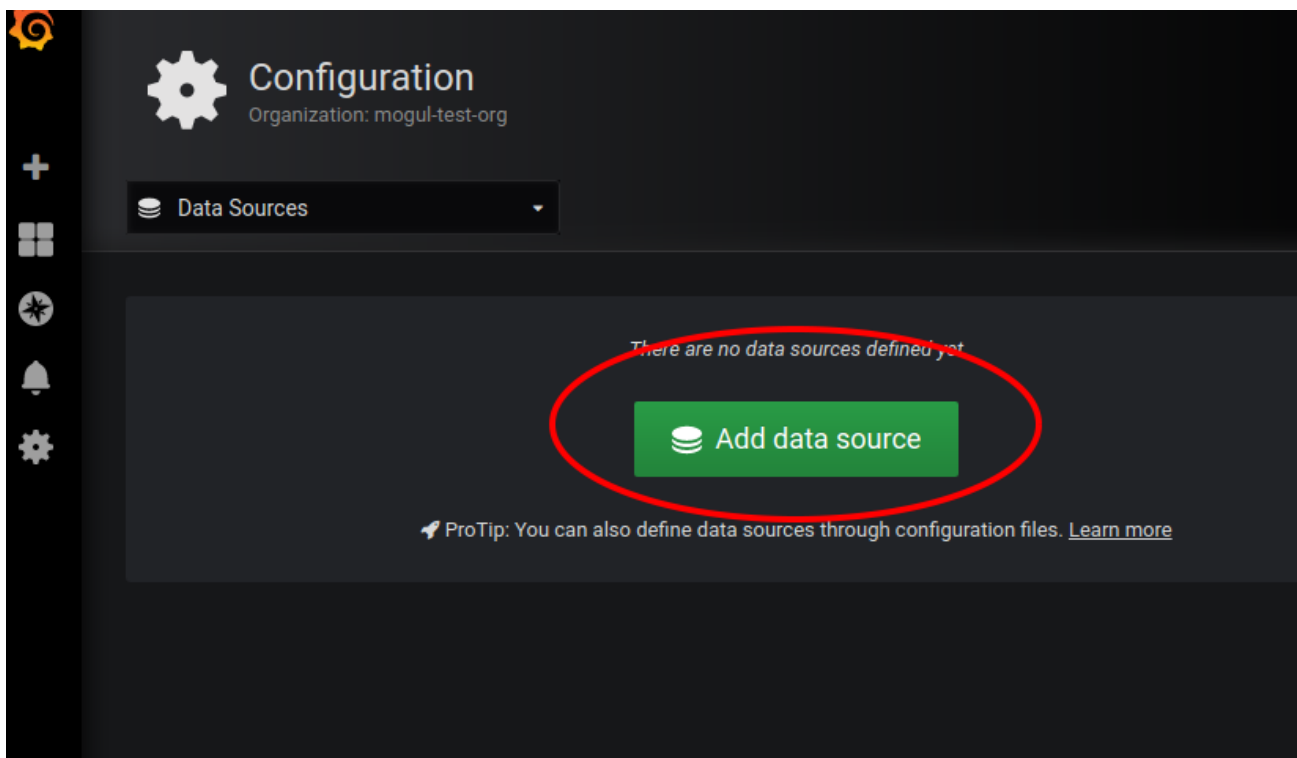 Configuration
Organization: mogul-test-org
Data Sources
There are no data sources defined yet
Add data source
ProTip: You can also define data sources through configuration files. Learn more